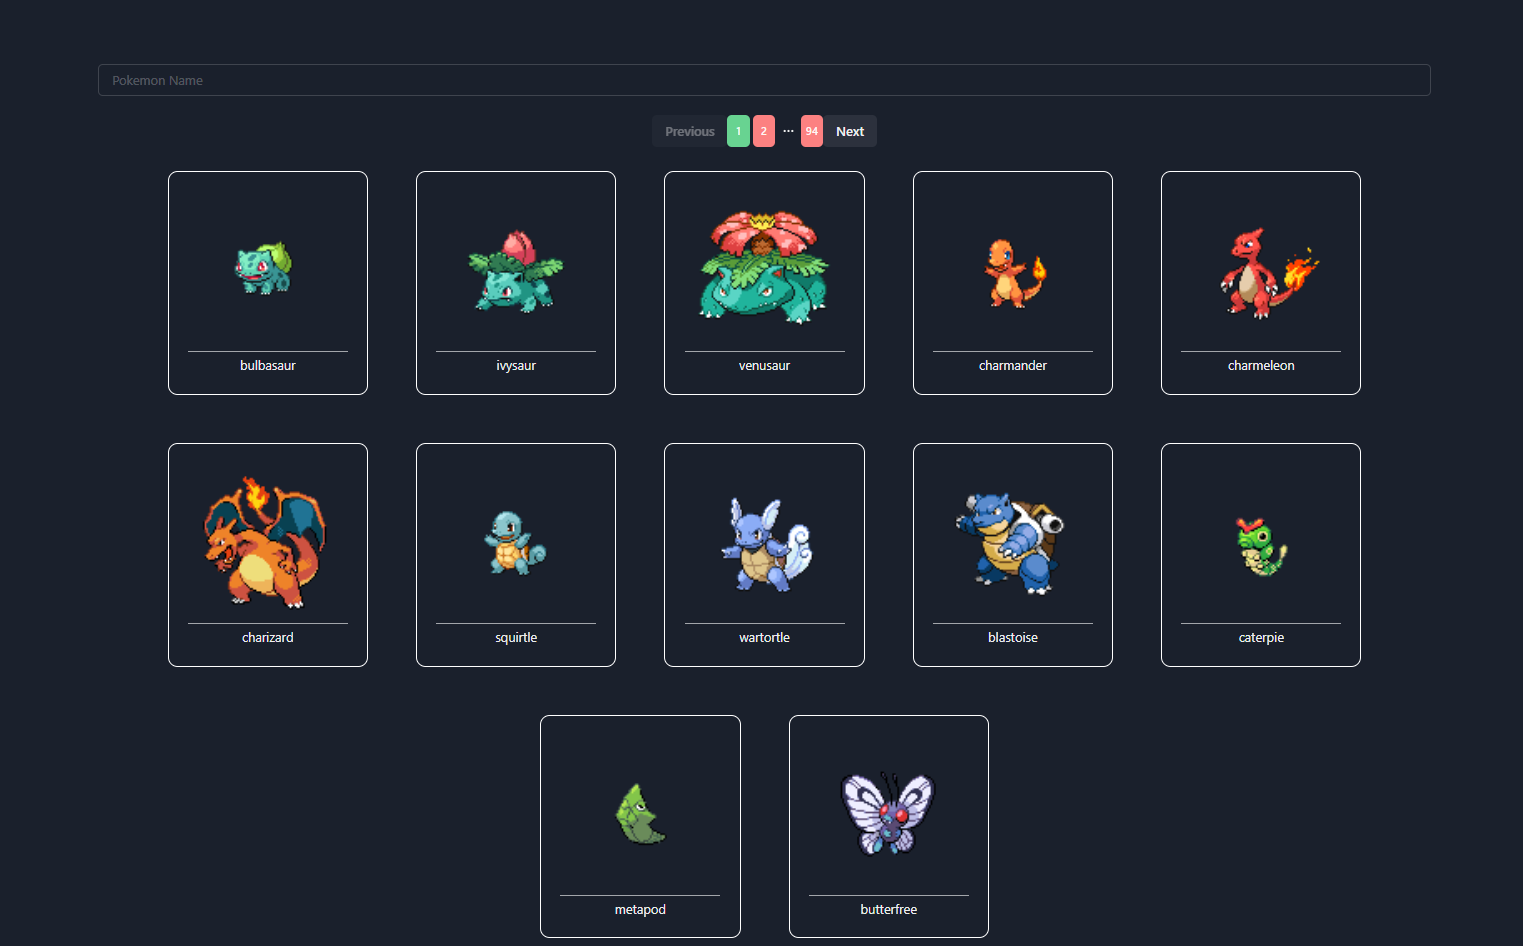 Pokemon Name
Previous 1 2 ··· 94 Next
bulbasaur ivysaur venusaur charmander charmeleon
charizard squirtle wartortle blastoise caterpie
metapod butterfree